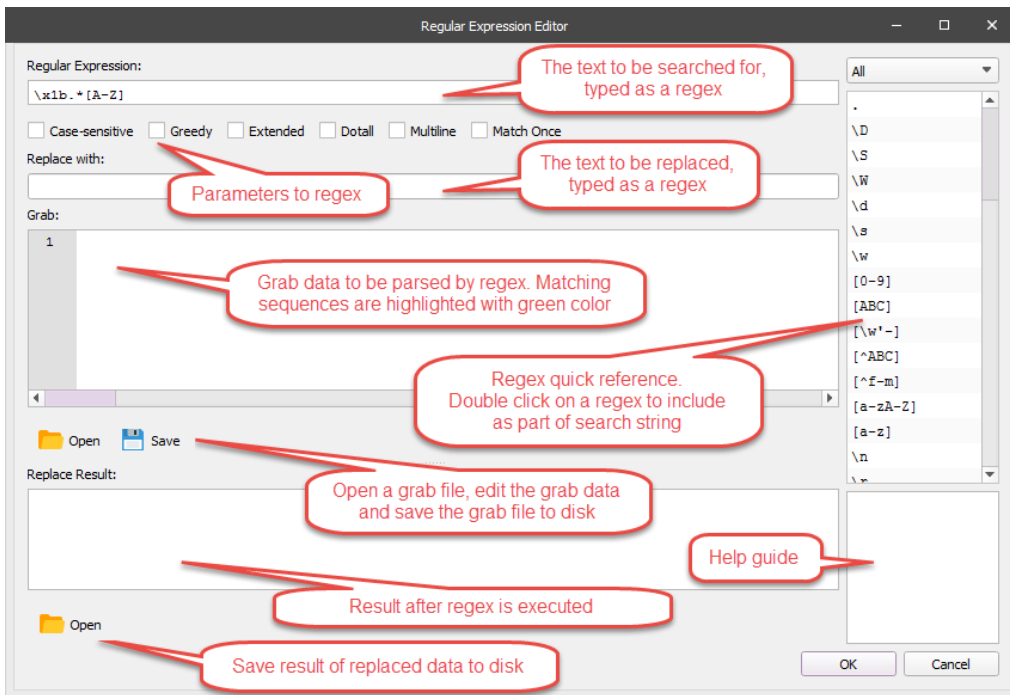 Regular Expression Editor
Regular Expression:
\x1b.*[A-Z]
The text to be searched for,
typed as a regex
Case-sensitive Greedy Extended Dotall Multiline Match Once
Replace with:
Parameters to regex
The text to be replaced,
typed as a regex
Grab:
1
Grab data to be parsed by regex. Matching
sequences are highlighted with green color
Regex quick reference.
Double click on a regex to include
as part of search string
Open Save
Open a grab file, edit the grab data
and save the grab file to disk
Replace Result:
Result after regex is executed
Open
Save result of replaced data to disk
All
.
\D
\S
\W
\d
\s
\w
[0-9]
[ABC]
[\w'-]
[^ABC]
[^f-m]
[a-zA-Z]
[a-z]
\n
\r
Help guide
OK Cancel